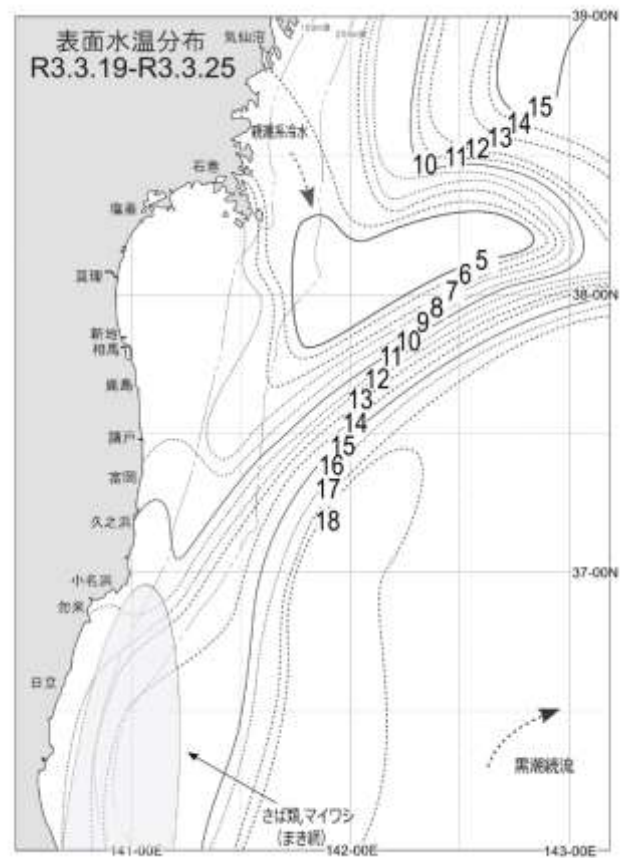 表面水温分布
R3.3.19-R3.3.25
気仙沼
39-00N
親潮系冷水
石巻
塩釜
亘理
新地
相馬
鹿島
請戸
富岡
久之浜
小名浜
勿来
日立
10 11 12 13 14 15
38-00N
5
6
7
8
9
10
11
12
13
14
15
16
17
18
37-00N
黒潮続流
さば類,マイワシ
(まき網)
141-00E
142-00E
143-00E